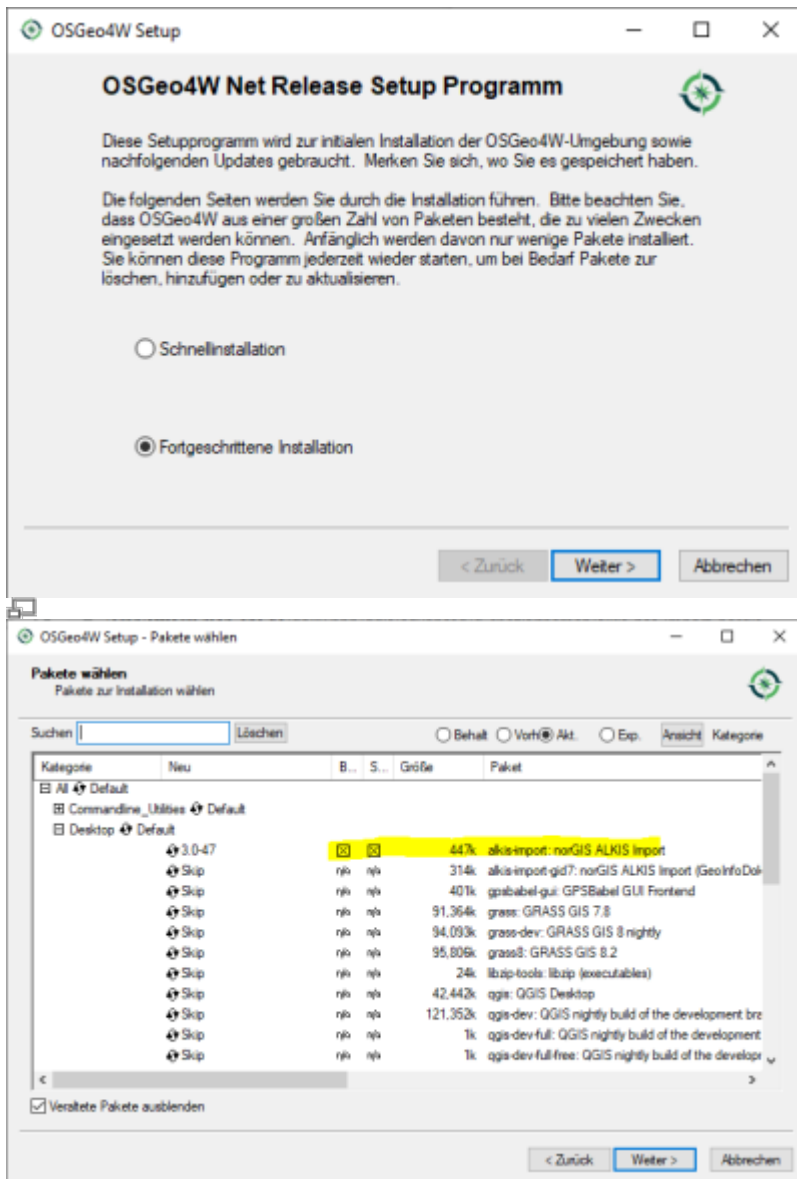 OSGeo4W Setup
OSGeo4W Net Release Setup Programm
Diese Setupprogramm wird zur initialen Installation der OSGeo4W-Umgebung sowie
nachfolgenden Updates gebraucht. Merken Sie sich, wo Sie es gespeichert haben.
Die folgenden Seiten werden Sie durch die Installation führen. Bitte beachten Sie,
dass OSGeo4W aus einer großen Zahl von Paketen besteht, die zu vielen Zwecken
eingesetzt werden können. Anfänglich werden davon nur wenige Pakete installiert.
Sie können diese Programm jederzeit wieder starten, um bei Bedarf Pakete zur
löschen, hinzufügen oder zu aktualisieren.
Schnellinstallation
Fortgeschrittene Installation
< Zurück Weiter > Abbrechen
OSGeo4W Setup - Pakete wählen
Pakete wählen
Pakete zur Installation wählen
Suchen Löschen Behalt Vorh Akt. Exp. Ansicht Kategorie
Kategorie Neu B... S... Größe Paket
All Default
Commandline_Utilities Default
Desktop Default
3.0-47 447k alkis-import: norGIS ALKIS Import
Skip n/a n/a 314k alkis-import-gid7: norGIS ALKIS Import (GeoInfoDok
Skip n/a n/a 401k gpsbabel-gui: GPSBabel GUI Frontend
Skip n/a n/a 91,364k grass: GRASS GIS 7.8
Skip n/a n/a 94,093k grass-dev: GRASS GIS 8 nightly
Skip n/a n/a 95,806k grass8: GRASS GIS 8.2
Skip n/a n/a 24k libzip-tools: libzip (executables)
Skip n/a n/a 42,442k qgis: QGIS Desktop
Skip n/a n/a 121,352k qgis-dev: QGIS nightly build of the development bra
Skip n/a n/a 1k qgis-dev-full: QGIS nightly build of the development
Skip n/a n/a 1k qgis-dev-full-free: QGIS nightly build of the develop
Veraltete Pakete ausblenden
< Zurück Weiter > Abbrechen